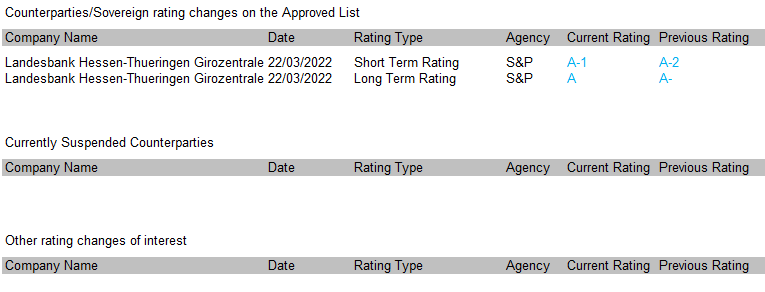 Counterparties/Sovereign rating changes on the Approved List
Company Name Date Rating Type Agency Current Rating Previous Rating
Landesbank Hessen-Thueringen Girozentrale 22/03/2022 Short Term Rating S&P A-1 A-2
Landesbank Hessen-Thueringen Girozentrale 22/03/2022 Long Term Rating S&P A A-
Currently Suspended Counterparties
Company Name Date Rating Type Agency Current Rating Previous Rating
Other rating changes of interest
Company Name Date Rating Type Agency Current Rating Previous Rating